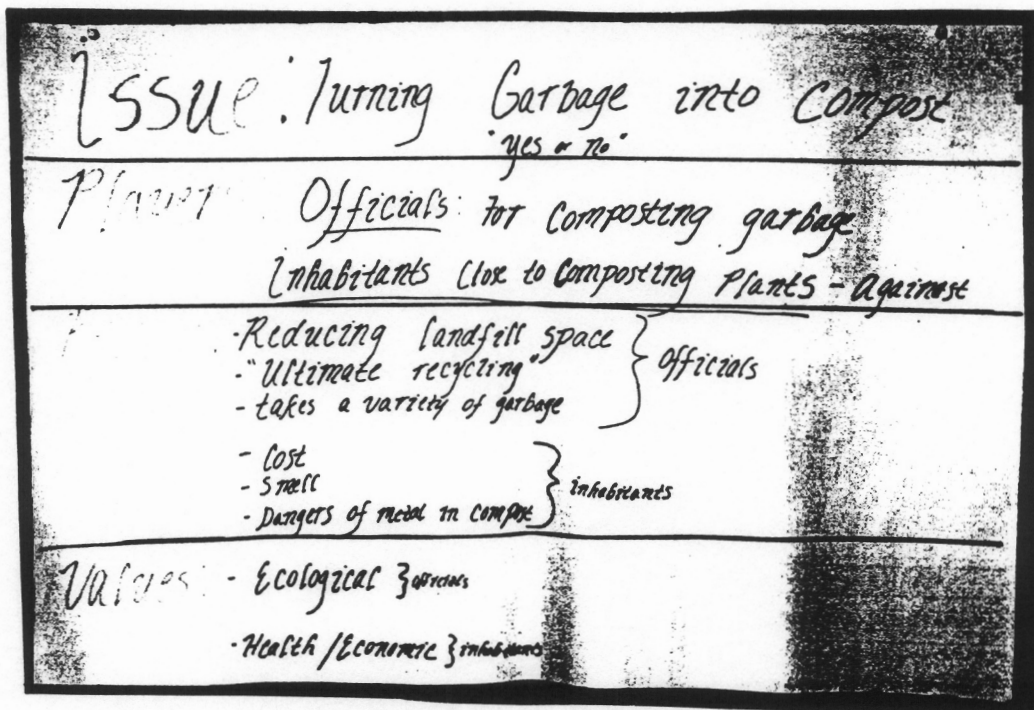 Issue: Turning Garbage into Compost
"yes or no"
Players
Officials: For Composting garbage
Inhabitants Close to Composting Plants - Against
- Reducing landfill space
- "Ultimate recycling"
- takes a variety of garbage
Officials
- Cost
- Smell
- Dangers of metal in compost
inhabitants
Values: - Ecological } officials
- Health / Economic } inhabitants